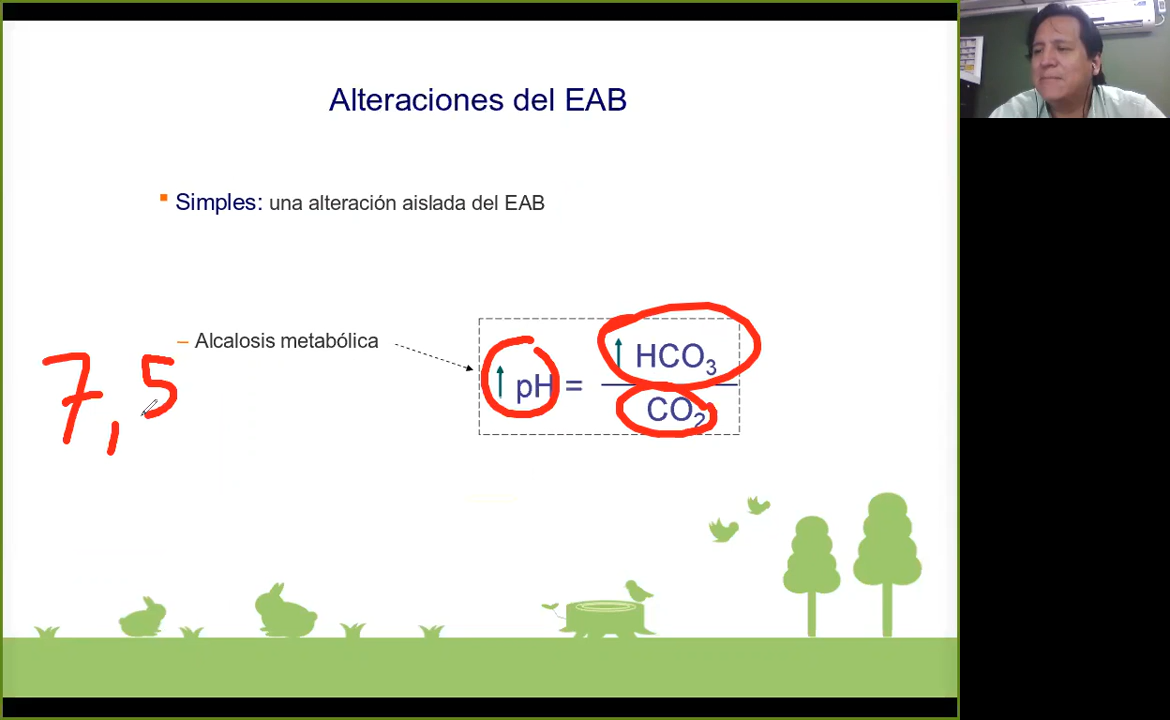 Alteraciones del EAB
▪ Simples: una alteración aislada del EAB
– Alcalosis metabólica
↑ pH = ↑ HCO₃ / CO₂
7,5